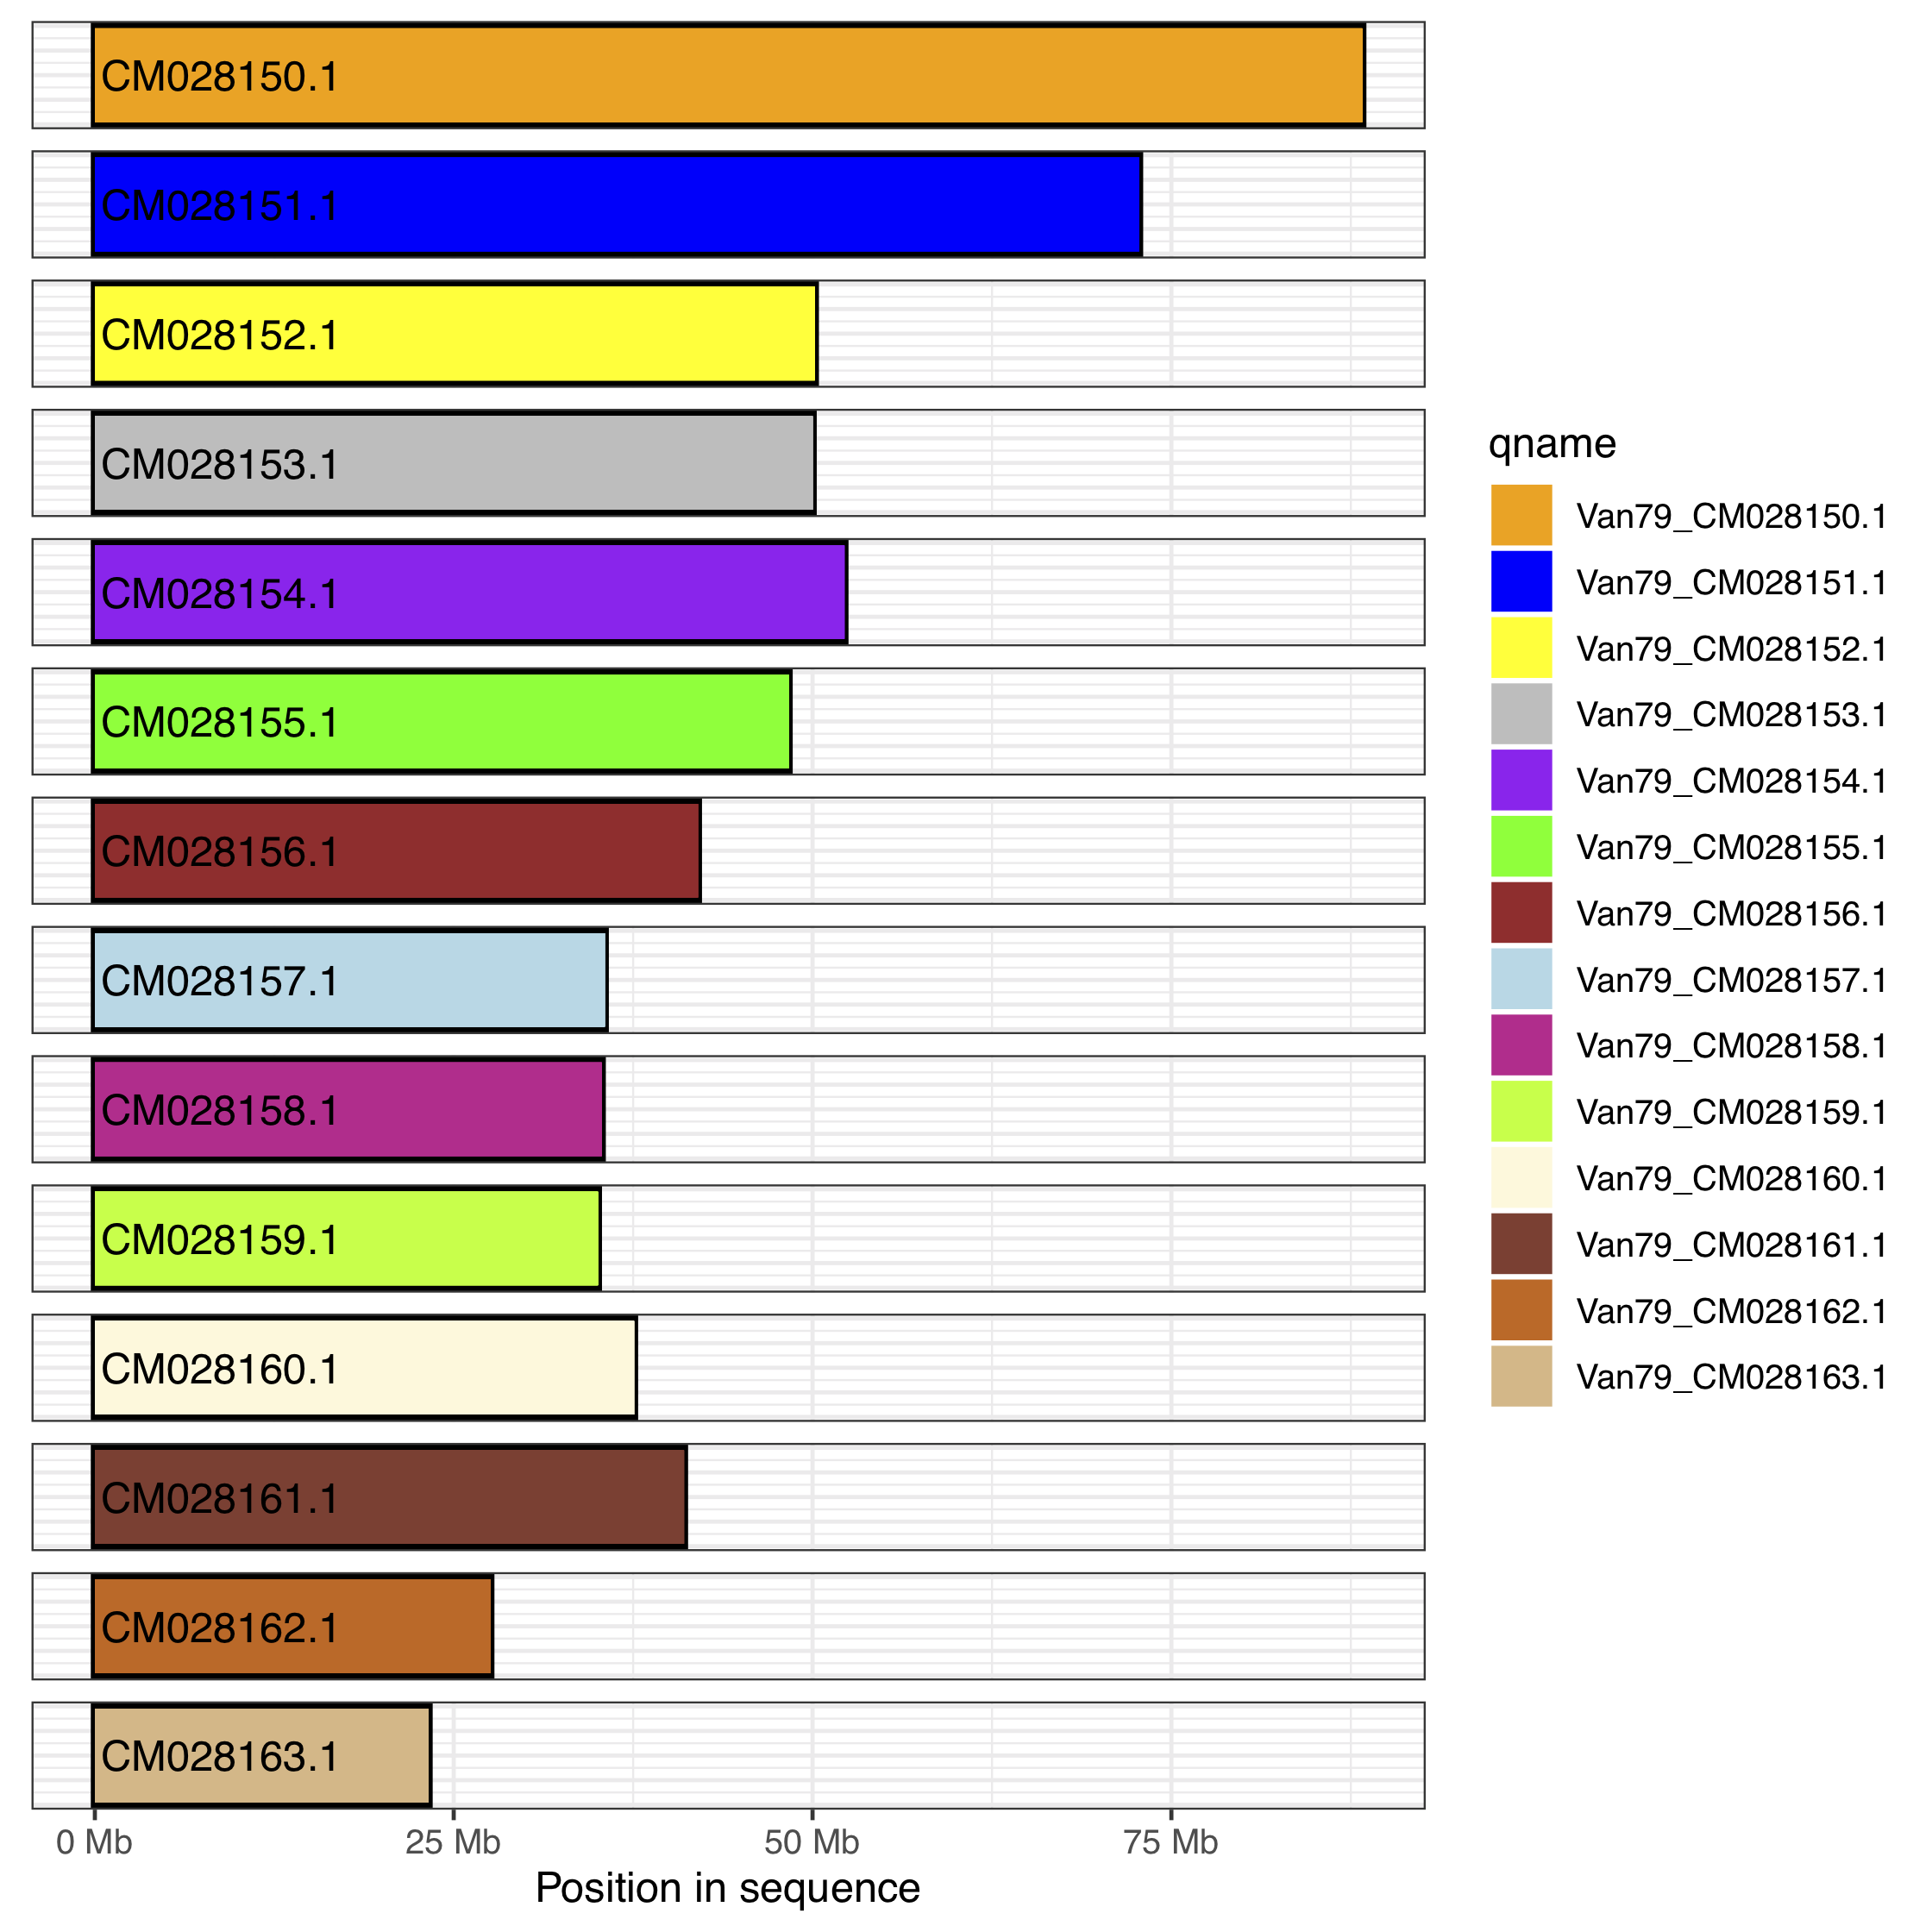 CM028150.1
CM028151.1
CM028152.1
CM028153.1
CM028154.1
CM028155.1
CM028156.1
CM028157.1
CM028158.1
CM028159.1
CM028160.1
CM028161.1
CM028162.1
CM028163.1
0 Mb 25 Mb 50 Mb 75 Mb
Position in sequence
qname
Van79_CM028150.1
Van79_CM028151.1
Van79_CM028152.1
Van79_CM028153.1
Van79_CM028154.1
Van79_CM028155.1
Van79_CM028156.1
Van79_CM028157.1
Van79_CM028158.1
Van79_CM028159.1
Van79_CM028160.1
Van79_CM028161.1
Van79_CM028162.1
Van79_CM028163.1